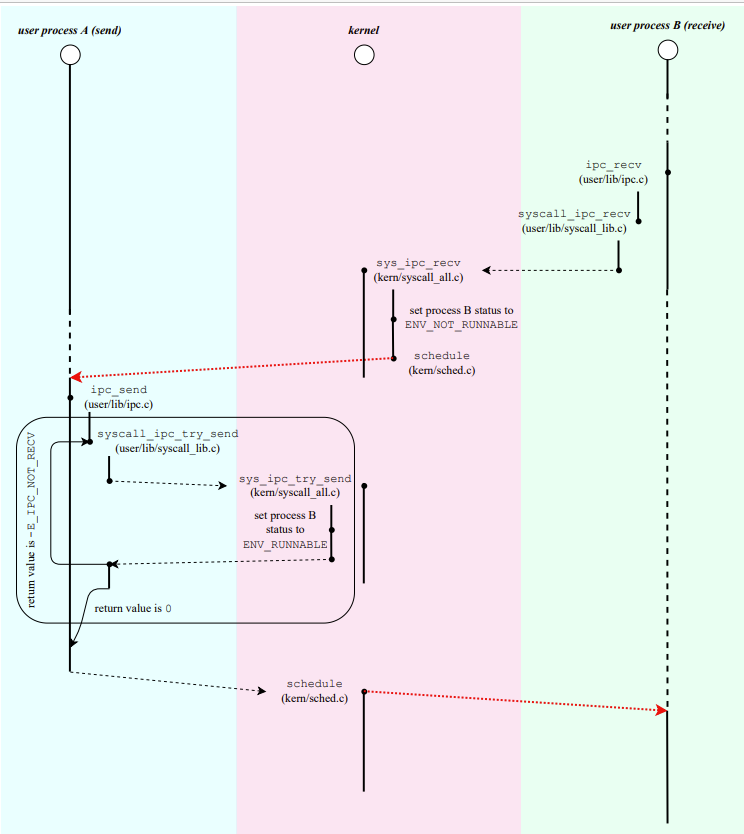 user process A (send)
kernel
user process B (receive)
ipc_recv
(user/lib/ipc.c)
syscall_ipc_recv
(user/lib/syscall_lib.c)
sys_ipc_recv
(kern/syscall_all.c)
set process B status to
ENV_NOT_RUNNABLE
schedule
(kern/sched.c)
ipc_send
(user/lib/ipc.c)
syscall_ipc_try_send
(user/lib/syscall_lib.c)
sys_ipc_try_send
(kern/syscall_all.c)
set process B
status to
ENV_RUNNABLE
return value is -E_IPC_NOT_RECV
return value is 0
schedule
(kern/sched.c)